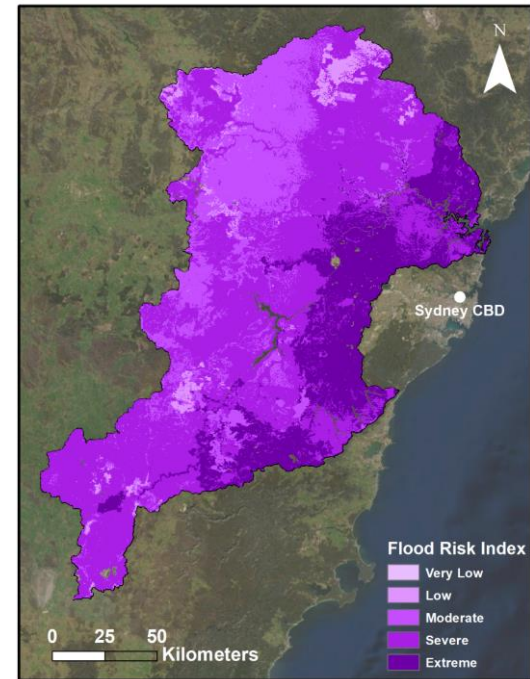 N
Sydney CBD
Flood Risk Index
Very Low
Low
Moderate
Severe
Extreme
0 25 50
Kilometers